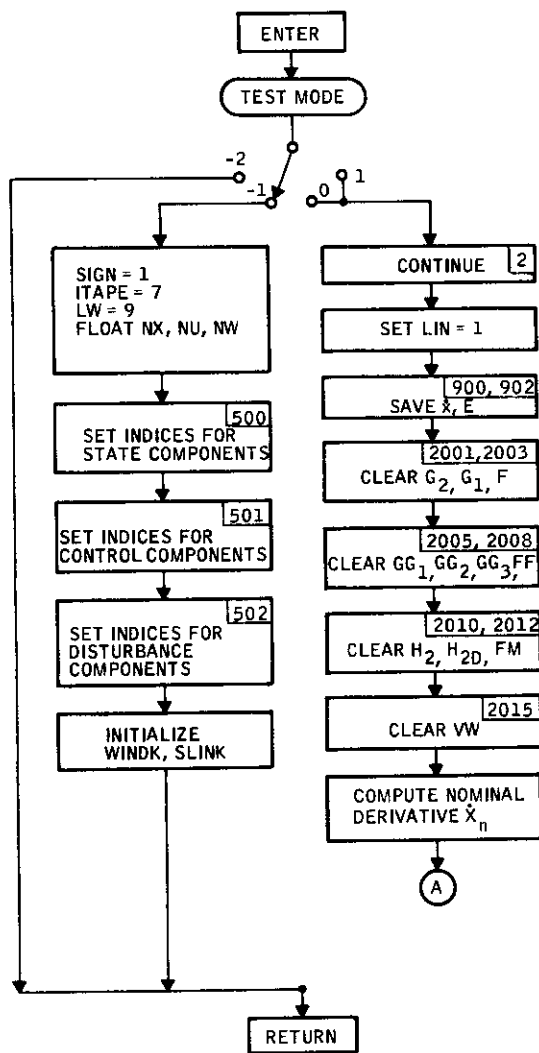 ENTER
TEST MODE
-2
-1
0
1
SIGN = 1
ITAPE = 7
LW = 9
FLOAT NX, NU, NW
500
SET INDICES FOR
STATE COMPONENTS
501
SET INDICES FOR
CONTROL COMPONENTS
502
SET INDICES FOR
DISTURBANCE
COMPONENTS
INITIALIZE
WINDK, SLINK
2
CONTINUE
SET LIN = 1
900, 902
SAVE ẋ, E
2001,2003
CLEAR G₂, G₁, F
2005, 2008
CLEAR GG₁, GG₂, GG₃, FF
2010, 2012
CLEAR H₂, H₂D, FM
2015
CLEAR VW
COMPUTE NOMINAL
DERIVATIVE Ẋₙ
A
RETURN